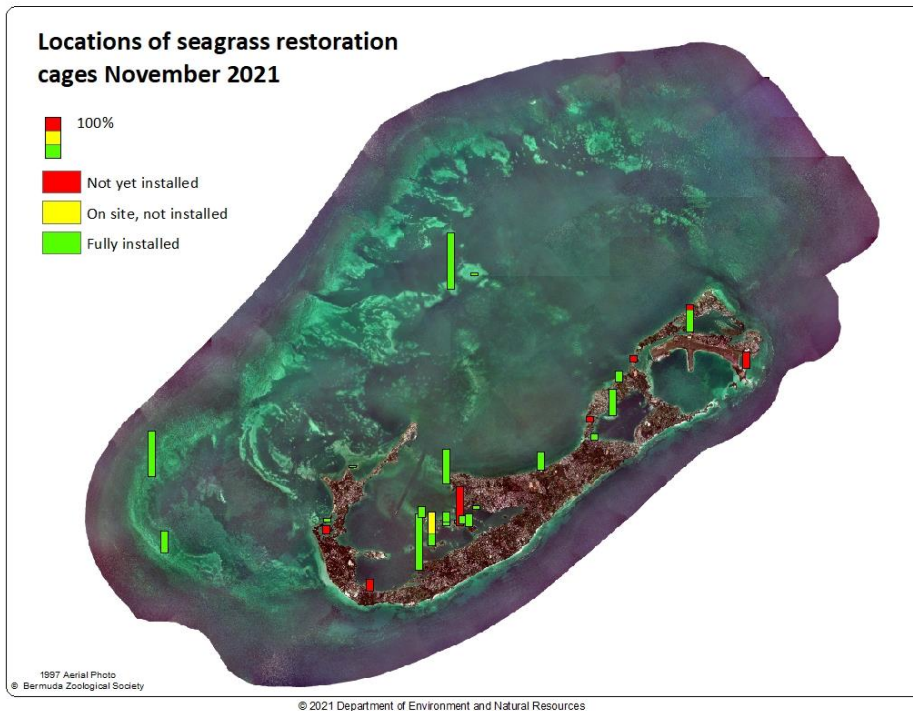 Locations of seagrass restoration
cages November 2021
100%
Not yet installed
On site, not installed
Fully installed
1997 Aerial Photo
© Bermuda Zoological Society
© 2021 Department of Environment and Natural Resources